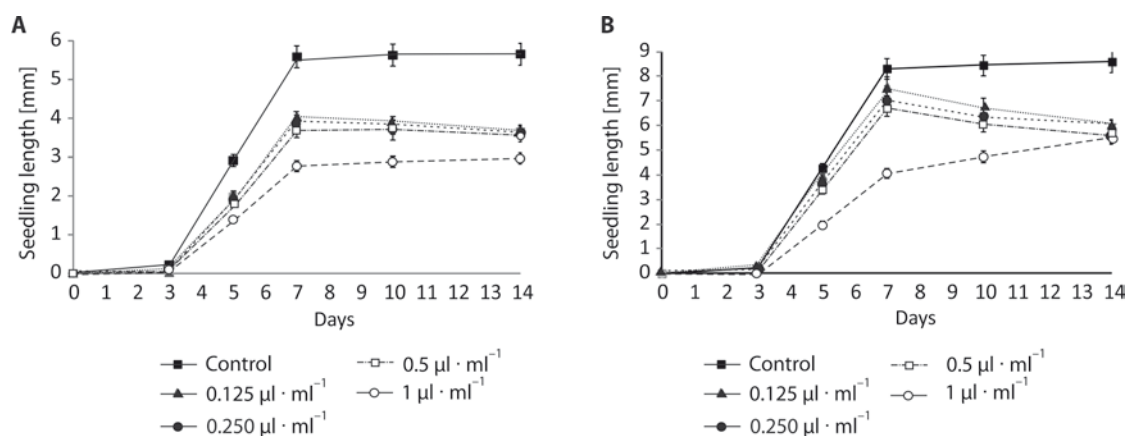 A
Seedling length [mm]
6
5
4
3
2
1
0
0 1 2 3 4 5 6 7 8 9 10 11 12 13 14
Days
Control
0.125 µl · ml⁻¹
0.250 µl · ml⁻¹
0.5 µl · ml⁻¹
1 µl · ml⁻¹
B
Seedling length [mm]
9
8
7
6
5
4
3
2
1
0
0 1 2 3 4 5 6 7 8 9 10 11 12 13 14
Days
Control
0.125 µl · ml⁻¹
0.250 µl · ml⁻¹
0.5 µl · ml⁻¹
1 µl · ml⁻¹